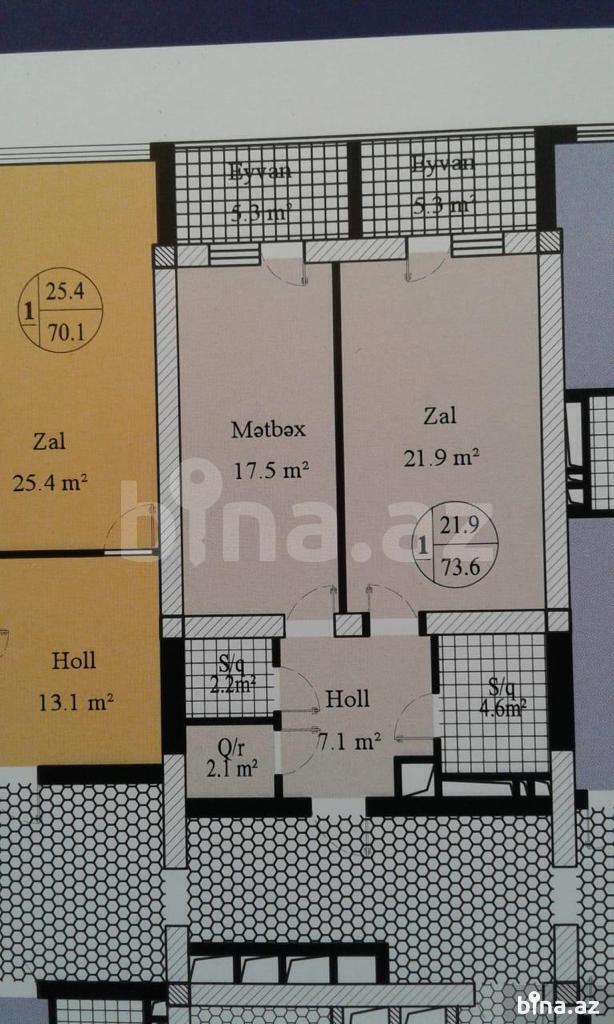 Eyvan
5.3 m²
Eyvan
5.3 m²
1
25.4
70.1
Zal
25.4 m²
Mətbəx
17.5 m²
Zal
21.9 m²
1
21.9
73.6
bina.az
Holl
13.1 m²
S/q
2.2m²
Holl
7.1 m²
S/q
4.6m²
Q/r
2.1 m²
bina.az